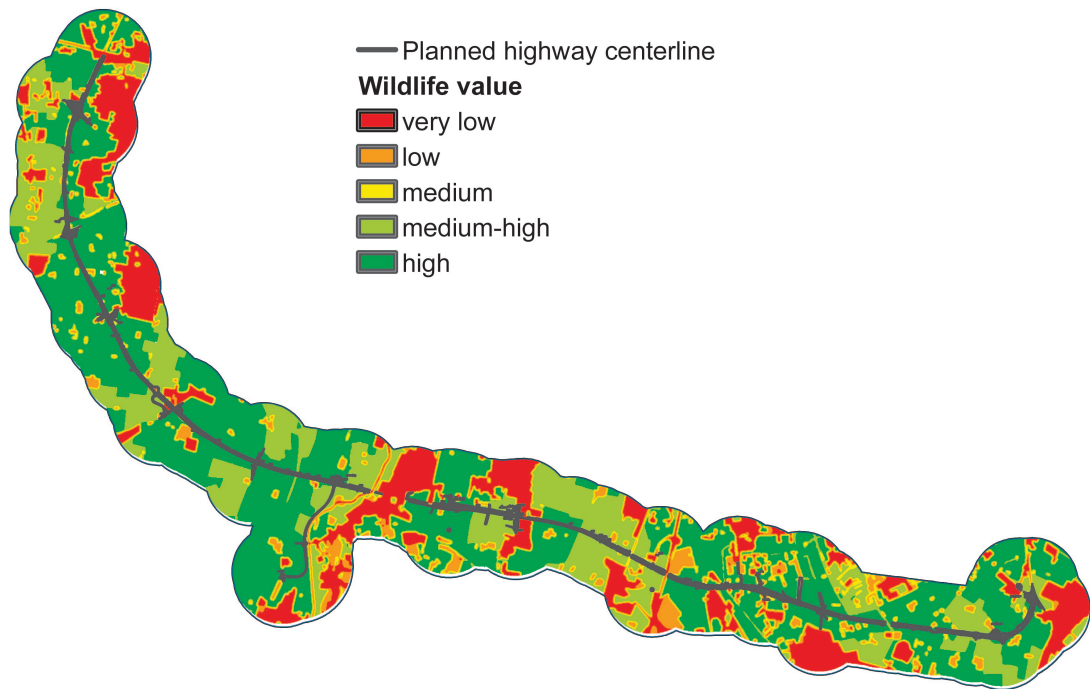 Planned highway centerline
Wildlife value
very low
low
medium
medium-high
high